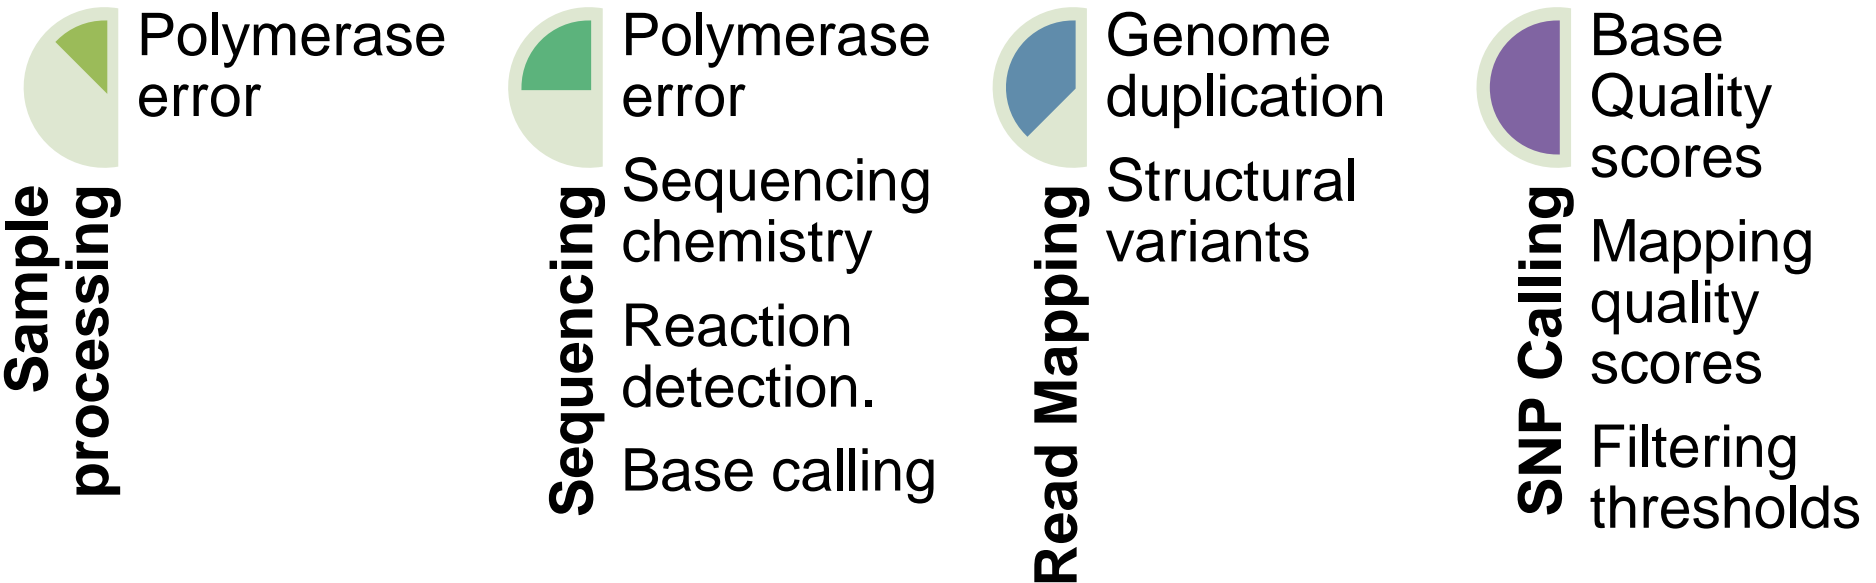 Sample
processing
Polymerase
error
Sequencing
Polymerase
error
Sequencing
chemistry
Reaction
detection.
Base calling
Read Mapping
Genome
duplication
Structural
variants
SNP Calling
Base
Quality
scores
Mapping
quality
scores
Filtering
thresholds